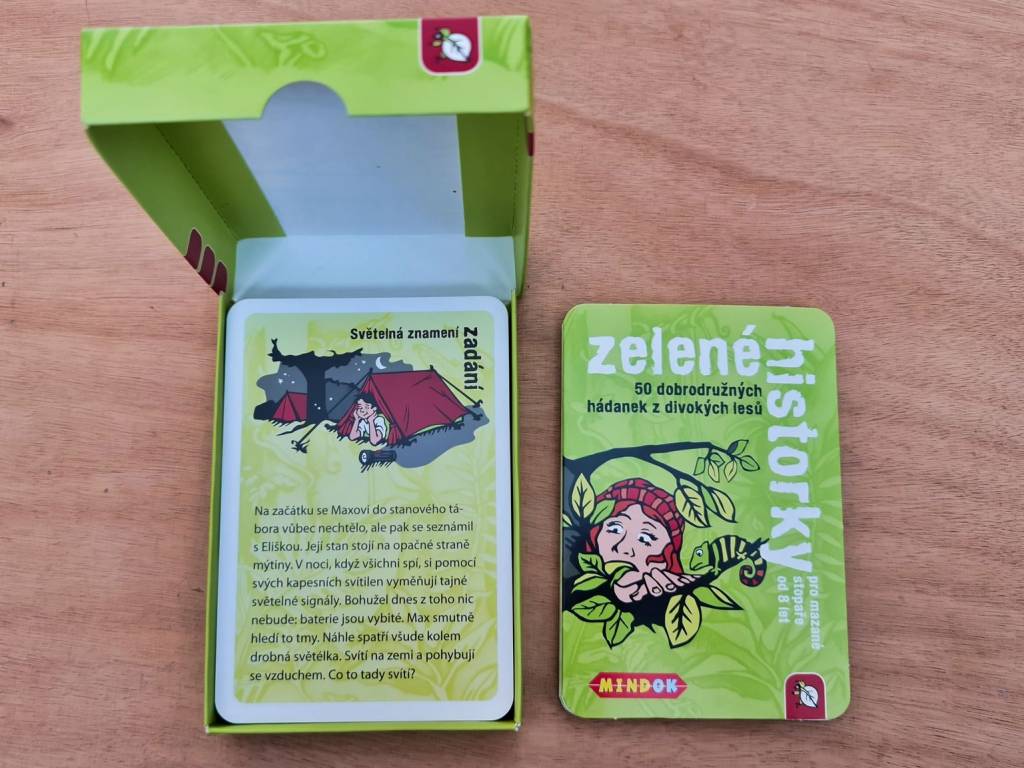 Světelná znamení
zadání
Na začátku se Maxovi do stanového tá-
bora vůbec nechtělo, ale pak se seznámil
s Eliškou. Její stan stojí na opačné straně
mýtiny. V noci, když všichni spí, si pomocí
svých kapesních svítilen vyměňují tajné
světelné signály. Bohužel dnes z toho nic
nebude; baterie jsou vybité. Max smutně
hledí to tmy. Náhle spatří všude kolem
drobná světélka. Svítí na zemi a pohybují
se vzduchem. Co to tady svítí?
zelené
historky
50 dobrodružných
hádanek z divokých lesů
pro mazané
stopaře
od 8 let
MINDOK